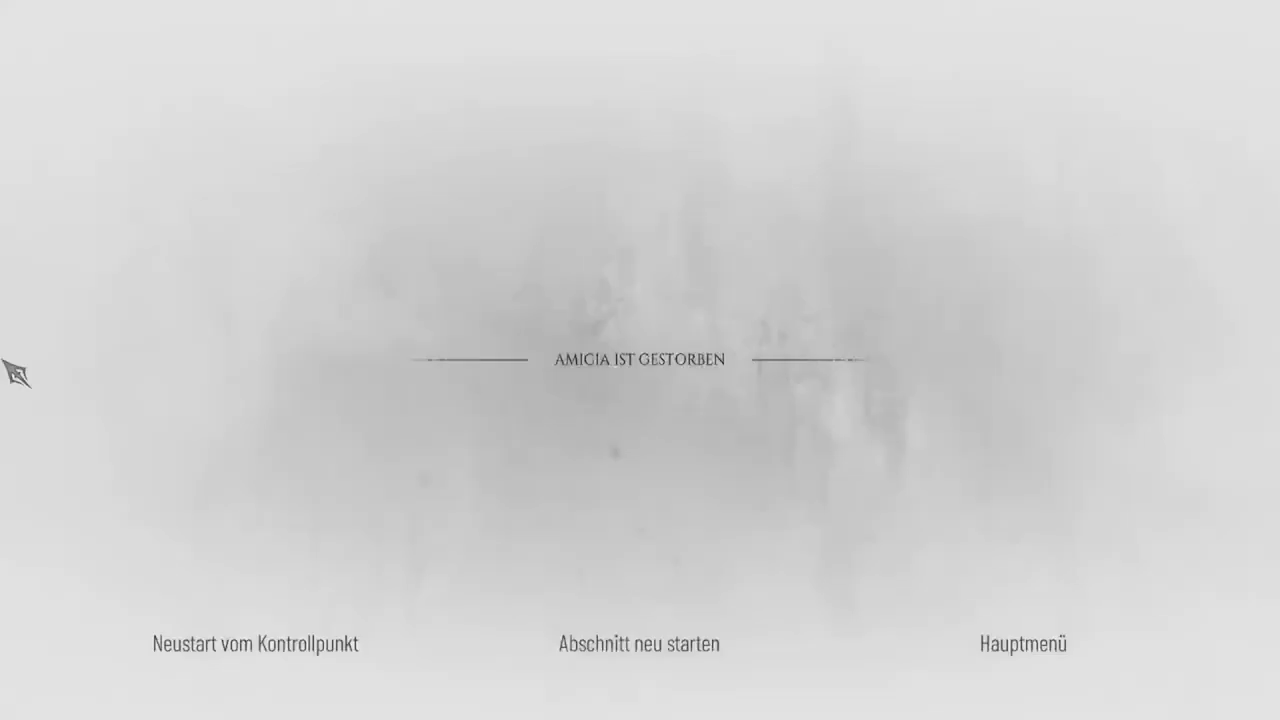 AMICIA IST GESTORBEN
Neustart vom Kontrollpunkt
Abschnitt neu starten
Hauptmenü